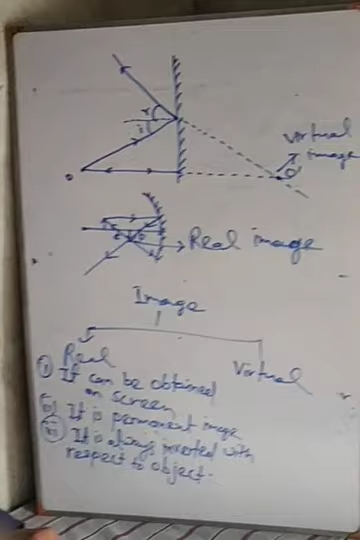 r
i
Virtual
image
O
O'
Real image
Image
Real
Virtual
(i) It can be obtained
on screen
(ii) It is permanent image
(iii) It is always inverted with
respect to object.